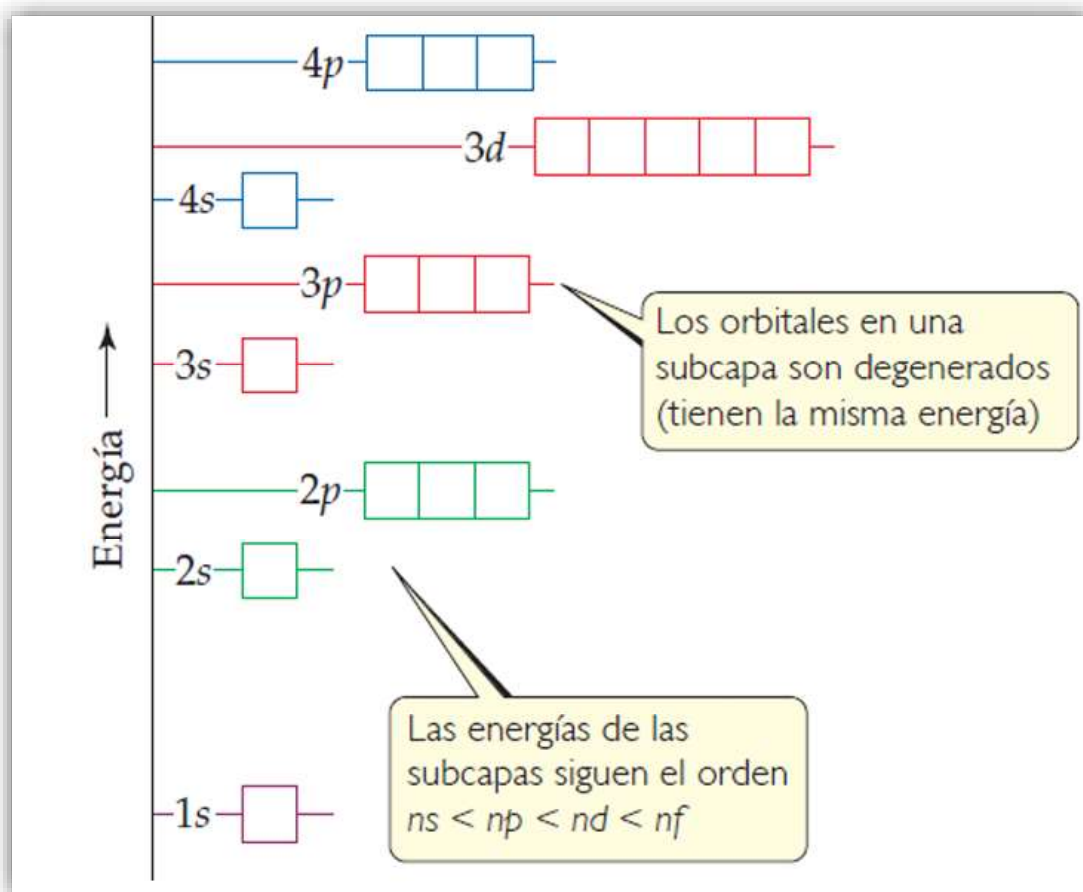 4p
3d
4s
3p
Los orbitales en una
subcapa son degenerados
(tienen la misma energía)
3s
Energía
2p
2s
Las energías de las
subcapas siguen el orden
ns < np < nd < nf
1s